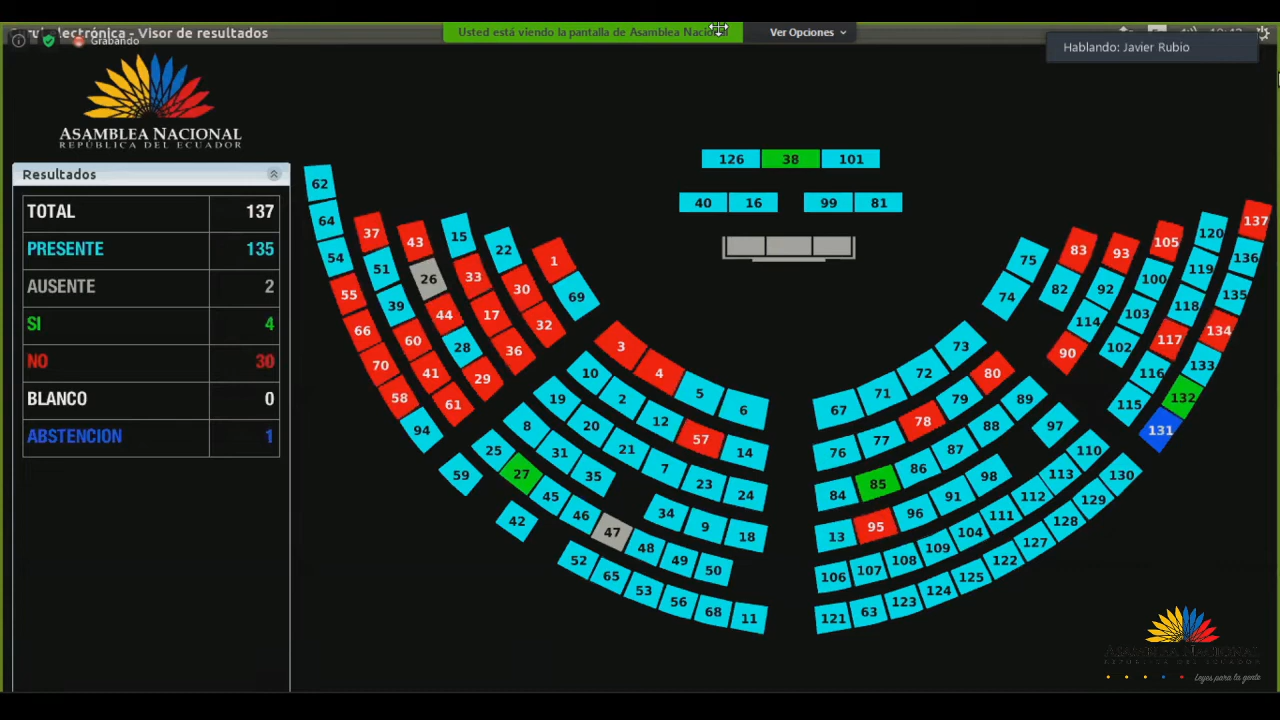 Curul electrónica - Visor de resultados
Grabando
Usted está viendo la pantalla de Asamblea Nacional
Ver Opciones
Hablando: Javier Rubio
ASAMBLEA NACIONAL
REPÚBLICA DEL ECUADOR
Resultados
TOTAL 137
PRESENTE 135
AUSENTE 2
SI 4
NO 30
BLANCO 0
ABSTENCION 1
126 38 101
40 16 99 81
62 64 54 55 66 70 58 94
37 51 39 60 41 61
43 26 44 28 29
15 33 17 36
22 30 32
1 69
3 4 5 6
10 2 12 57 14
19 20 21 7 23 24
8 31 35 34 9 18
25 27 45 46 47 48 49 50
59 42 52 65 53 56 68 11
67 71 72 73
76 77 78 79 80
84 85 86 87 88 89
13 95 96 91 98 97
106 107 108 109 104 111 112 113 110
121 63 123 124 125 122 127 128 129 130
75 74
83 82
93 92 114 90
105 100 103 102
120 119 118 117 116 115
137 136 135 134 133 132 131
ASAMBLEA NACIONAL
REPÚBLICA DEL ECUADOR
Leyes para la gente